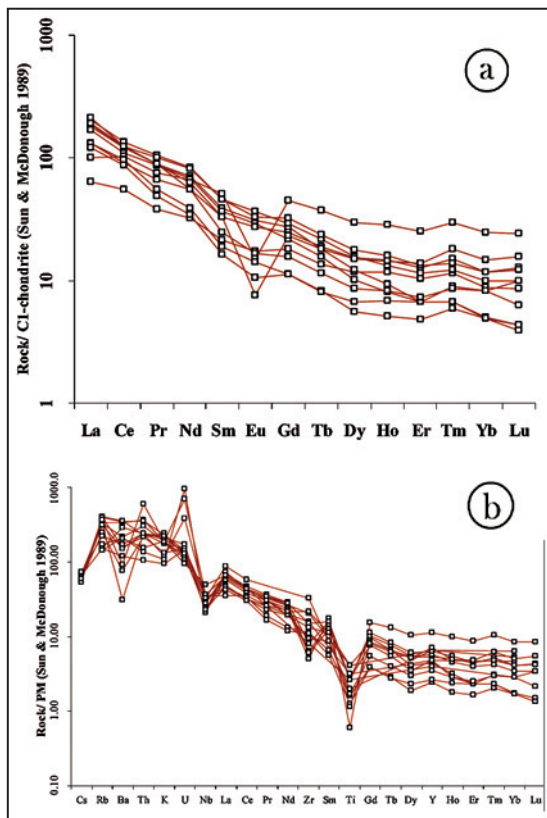 a
Rock/ C1-chondrite (Sun & McDonough 1989)
1000
100
10
1
La Ce Pr Nd Sm Eu Gd Tb Dy Ho Er Tm Yb Lu
b
Rock/ PM (Sun & McDonough 1989)
1000.0
100.00
10.00
1.00
0.10
Cs Rb Ba Th K U Nb La Ce Pr Nd Zr Sm Ti Gd Tb Dy Y Ho Er Tm Yb Lu